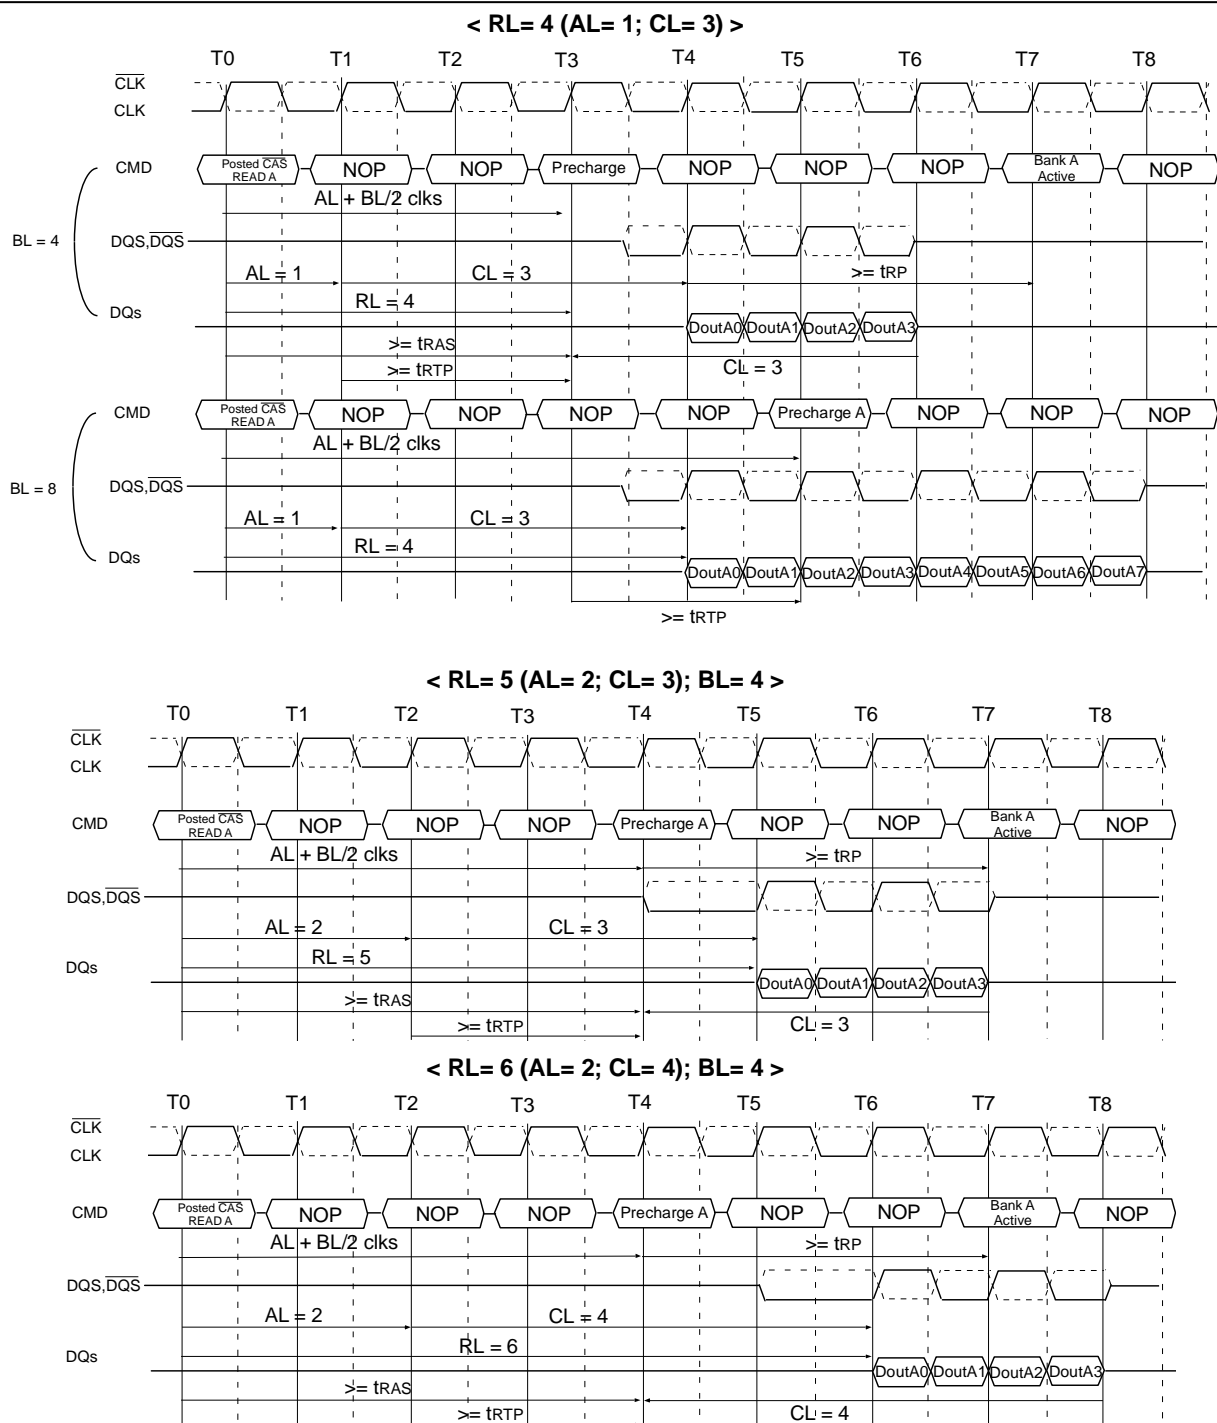 < RL= 4 (AL= 1; CL= 3) >
T0 T1 T2 T3 T4 T5 T6 T7 T8
CLK
CLK
CMD Posted CAS READ A NOP NOP Precharge NOP NOP NOP Bank A Active NOP
AL + BL/2 clks
BL = 4
DQS,DQS
AL = 1 CL = 3 >= tRP
RL = 4
DQs
DoutA0 DoutA1 DoutA2 DoutA3
>= tRAS
CL = 3
>= tRTP
CMD Posted CAS READ A NOP NOP NOP NOP Precharge A NOP NOP NOP
AL + BL/2 clks
BL = 8
DQS,DQS
AL = 1 CL = 3
RL = 4
DQs
DoutA0 DoutA1 DoutA2 DoutA3 DoutA4 DoutA5 DoutA6 DoutA7
>= tRTP
< RL= 5 (AL= 2; CL= 3); BL= 4 >
T0 T1 T2 T3 T4 T5 T6 T7 T8
CLK
CLK
CMD Posted CAS READ A NOP NOP NOP Precharge A NOP NOP Bank A Active NOP
AL + BL/2 clks >= tRP
DQS,DQS
AL = 2 CL = 3
RL = 5
DQs
DoutA0 DoutA1 DoutA2 DoutA3
>= tRAS
>= tRTP CL = 3
< RL= 6 (AL= 2; CL= 4); BL= 4 >
T0 T1 T2 T3 T4 T5 T6 T7 T8
CLK
CLK
CMD Posted CAS READ A NOP NOP NOP Precharge A NOP NOP Bank A Active NOP
AL + BL/2 clks >= tRP
DQS,DQS
AL = 2 CL = 4
RL = 6
DQs
DoutA0 DoutA1 DoutA2 DoutA3
>= tRAS
>= tRTP CL = 4